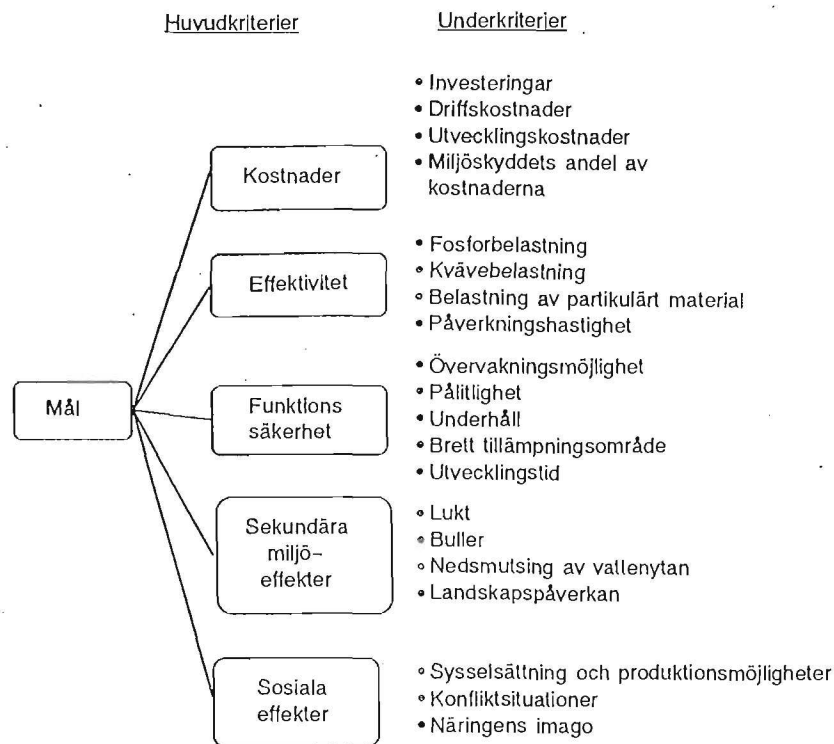 Huvudkriterier
Underkriterier
• Investeringar
• Driffskostnader
• Utvecklingskostnader
• Miljöskyddets andel av
kostnaderna
Kostnader
• Fosforbelastning
• Kvävebelastning
• Belastning av partikulärt material
• Påverkningshastighet
Effektivitet
Mål
• Övervakningsmöjlighet
• Pålitlighet
• Underhåll
• Brett tillämpningsområde
• Utvecklingstid
Funktions
säkerhet
• Lukt
• Buller
• Nedsmutsing av vattenytan
• Landskapspåverkan
Sekundära
miljö-
effekter
• Sysselsättning och produktionsmöjligheter
• Konfliktsituationer
• Näringens imago
Sosiala
effekter